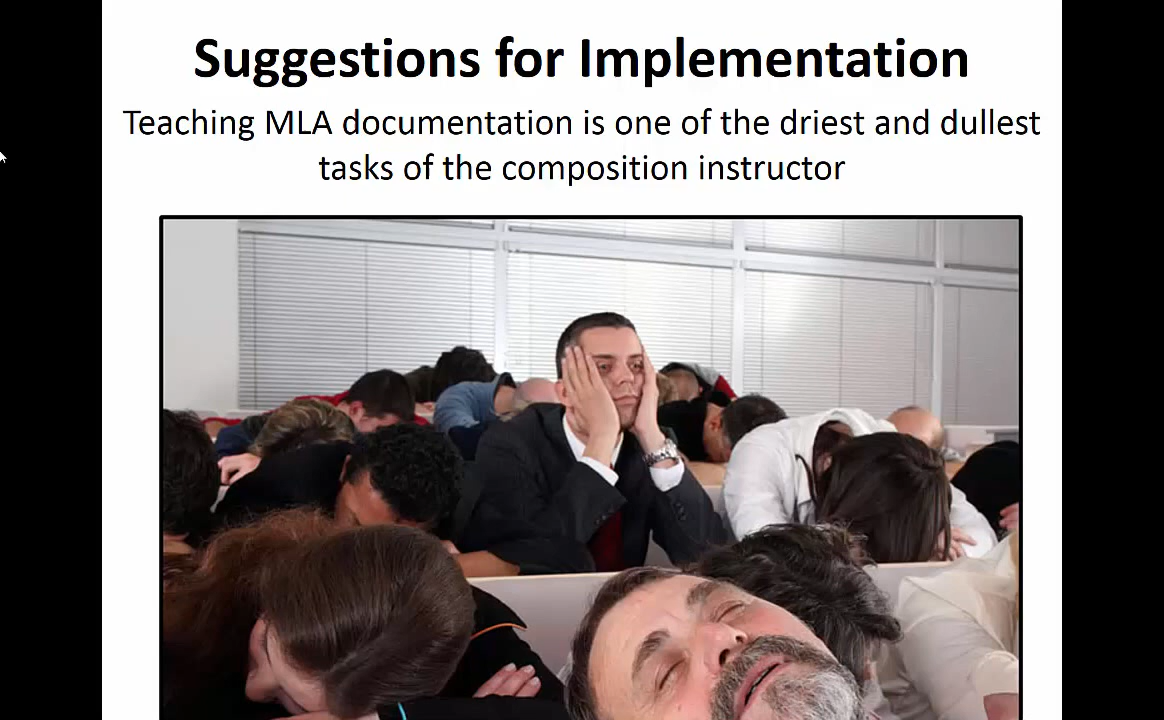 Suggestions for Implementation
Teaching MLA documentation is one of the driest and dullest
tasks of the composition instructor